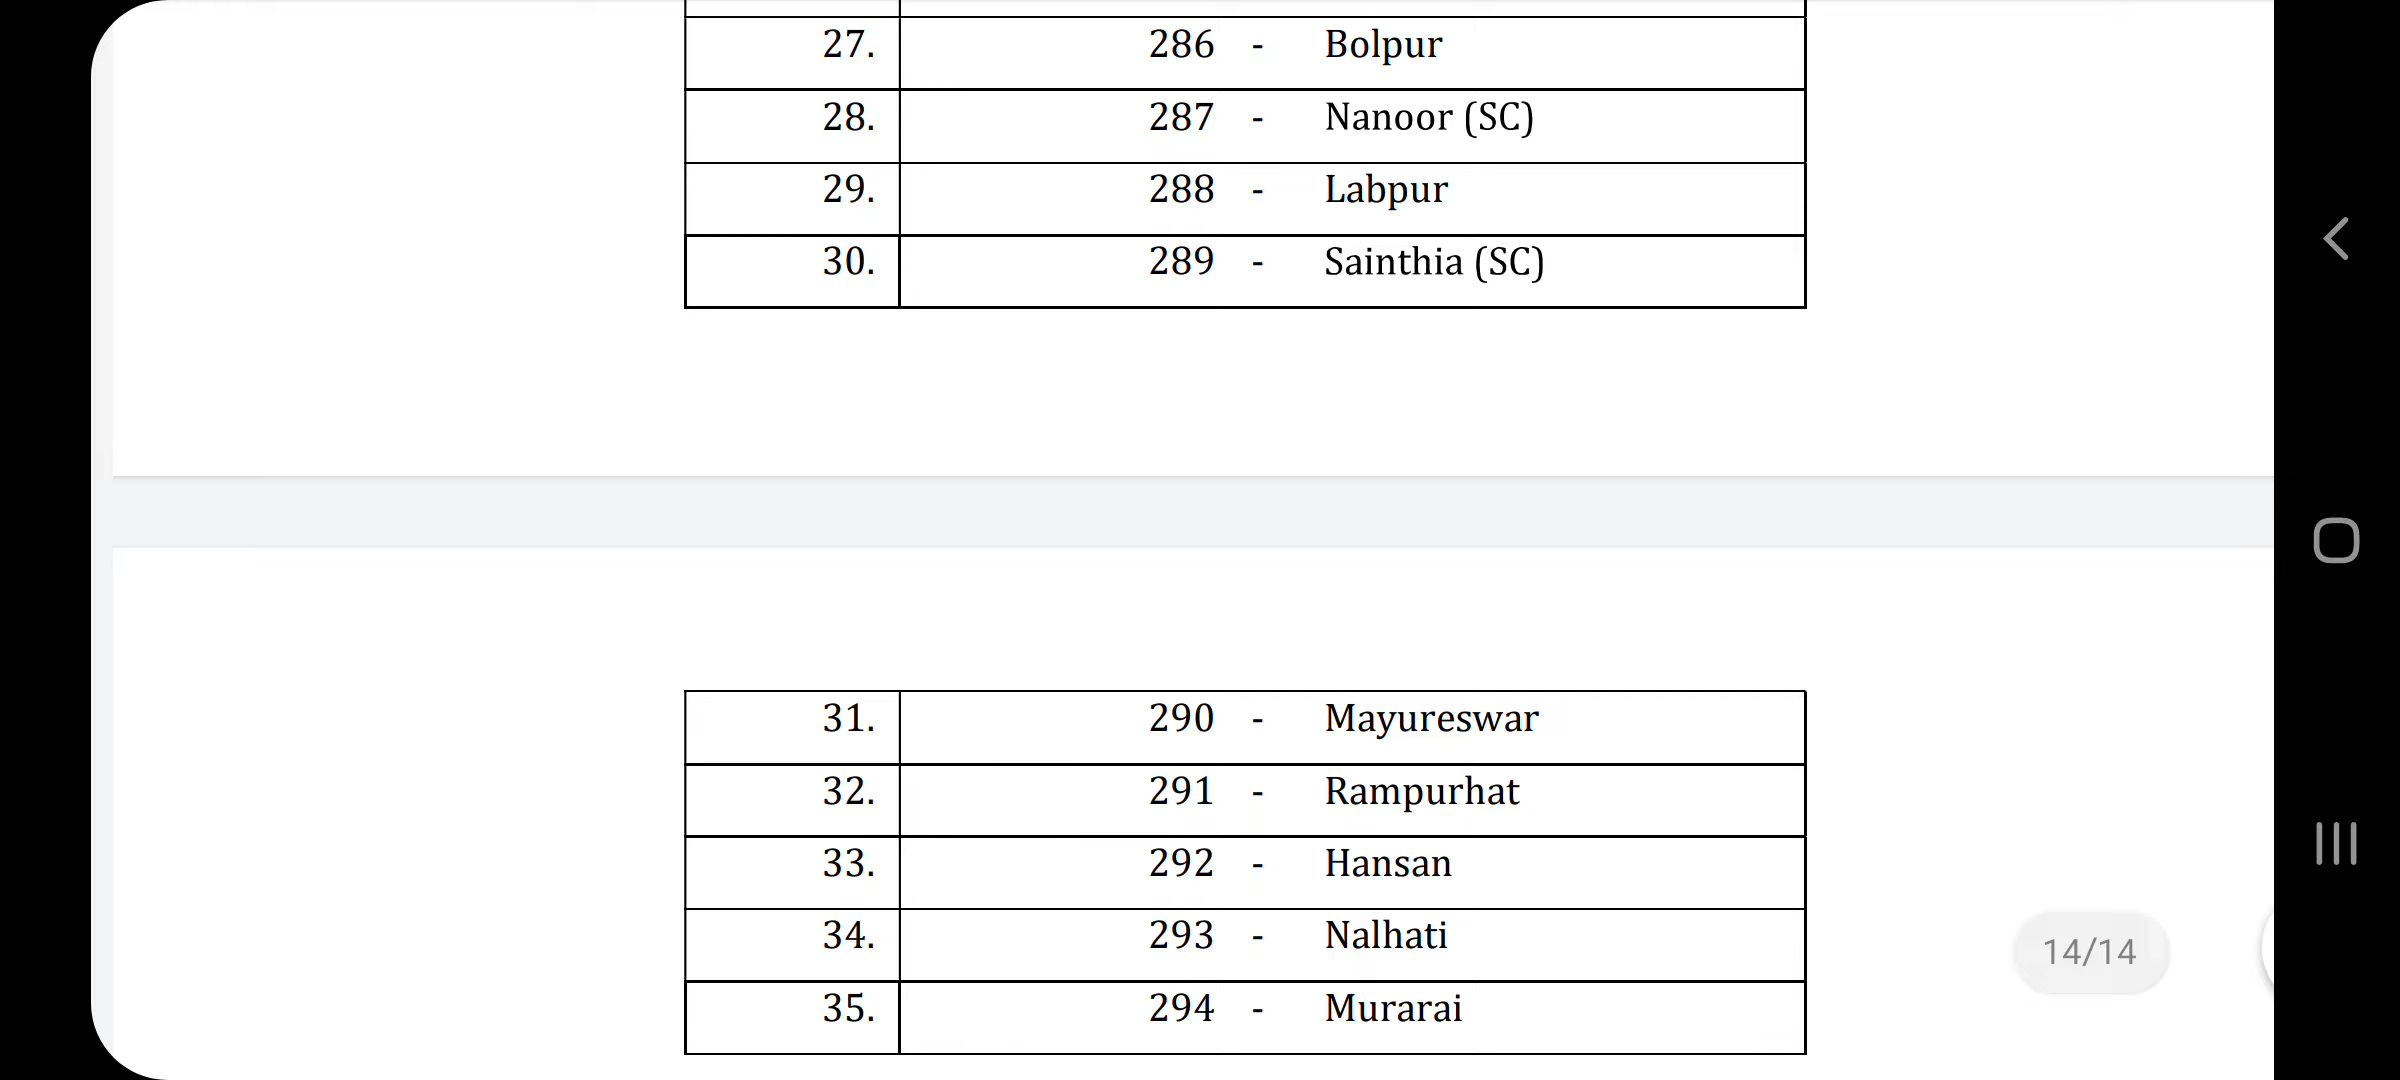 27. 286 - Bolpur
28. 287 - Nanoor (SC)
29. 288 - Labpur
30. 289 - Sainthia (SC)
31. 290 - Mayureswar
32. 291 - Rampurhat
33. 292 - Hansan
34. 293 - Nalhati
14/14
35. 294 - Murarai